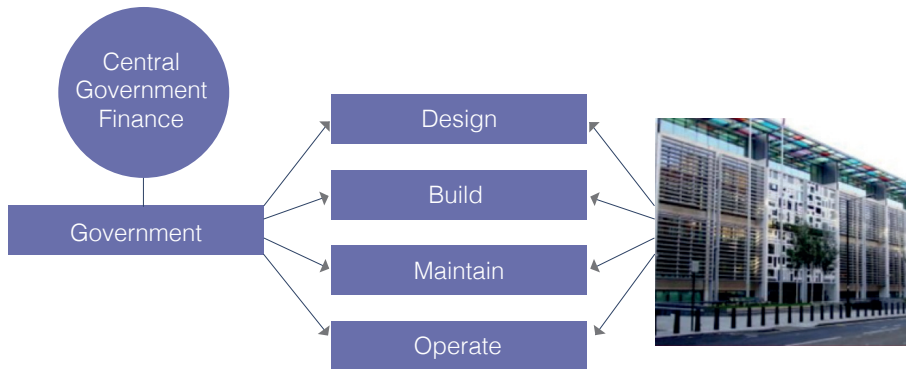 Central
Government
Finance
Government
Design
Build
Maintain
Operate